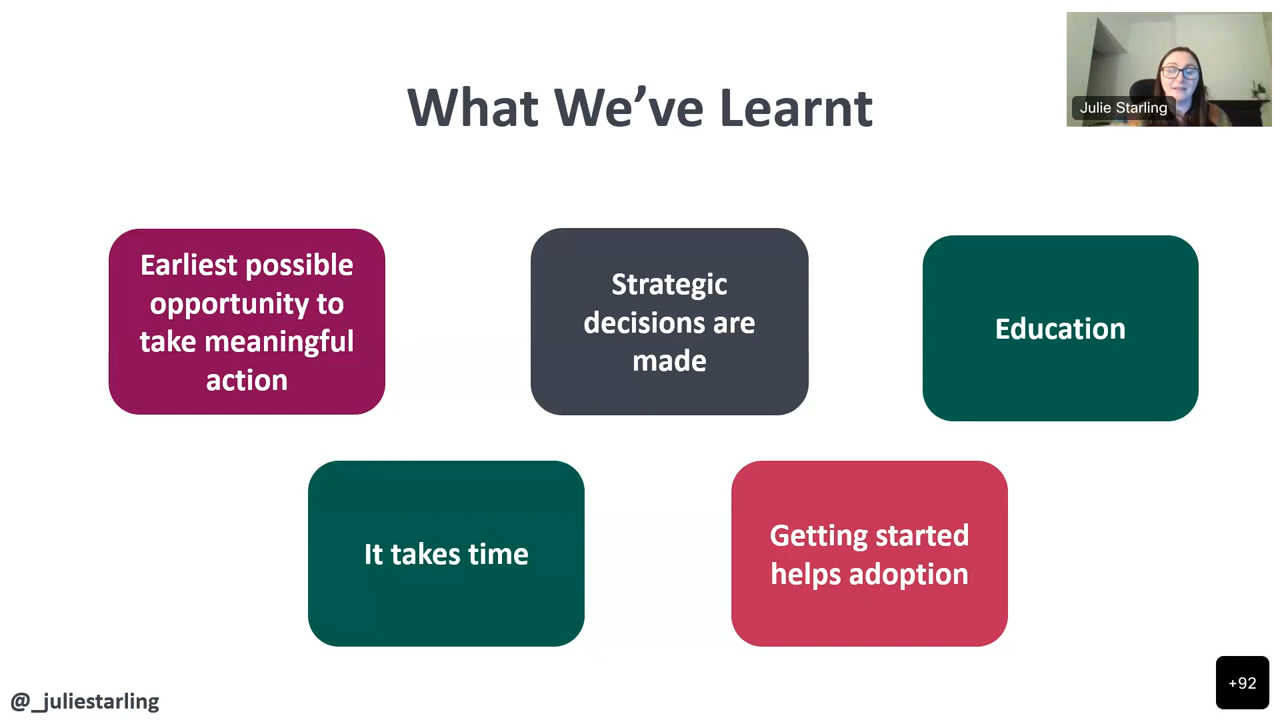 What We've Learnt
Julie Starling
Earliest possible
opportunity to
take meaningful
action
Strategic
decisions are
made
Education
It takes time
Getting started
helps adoption
@_juliestarling
+92